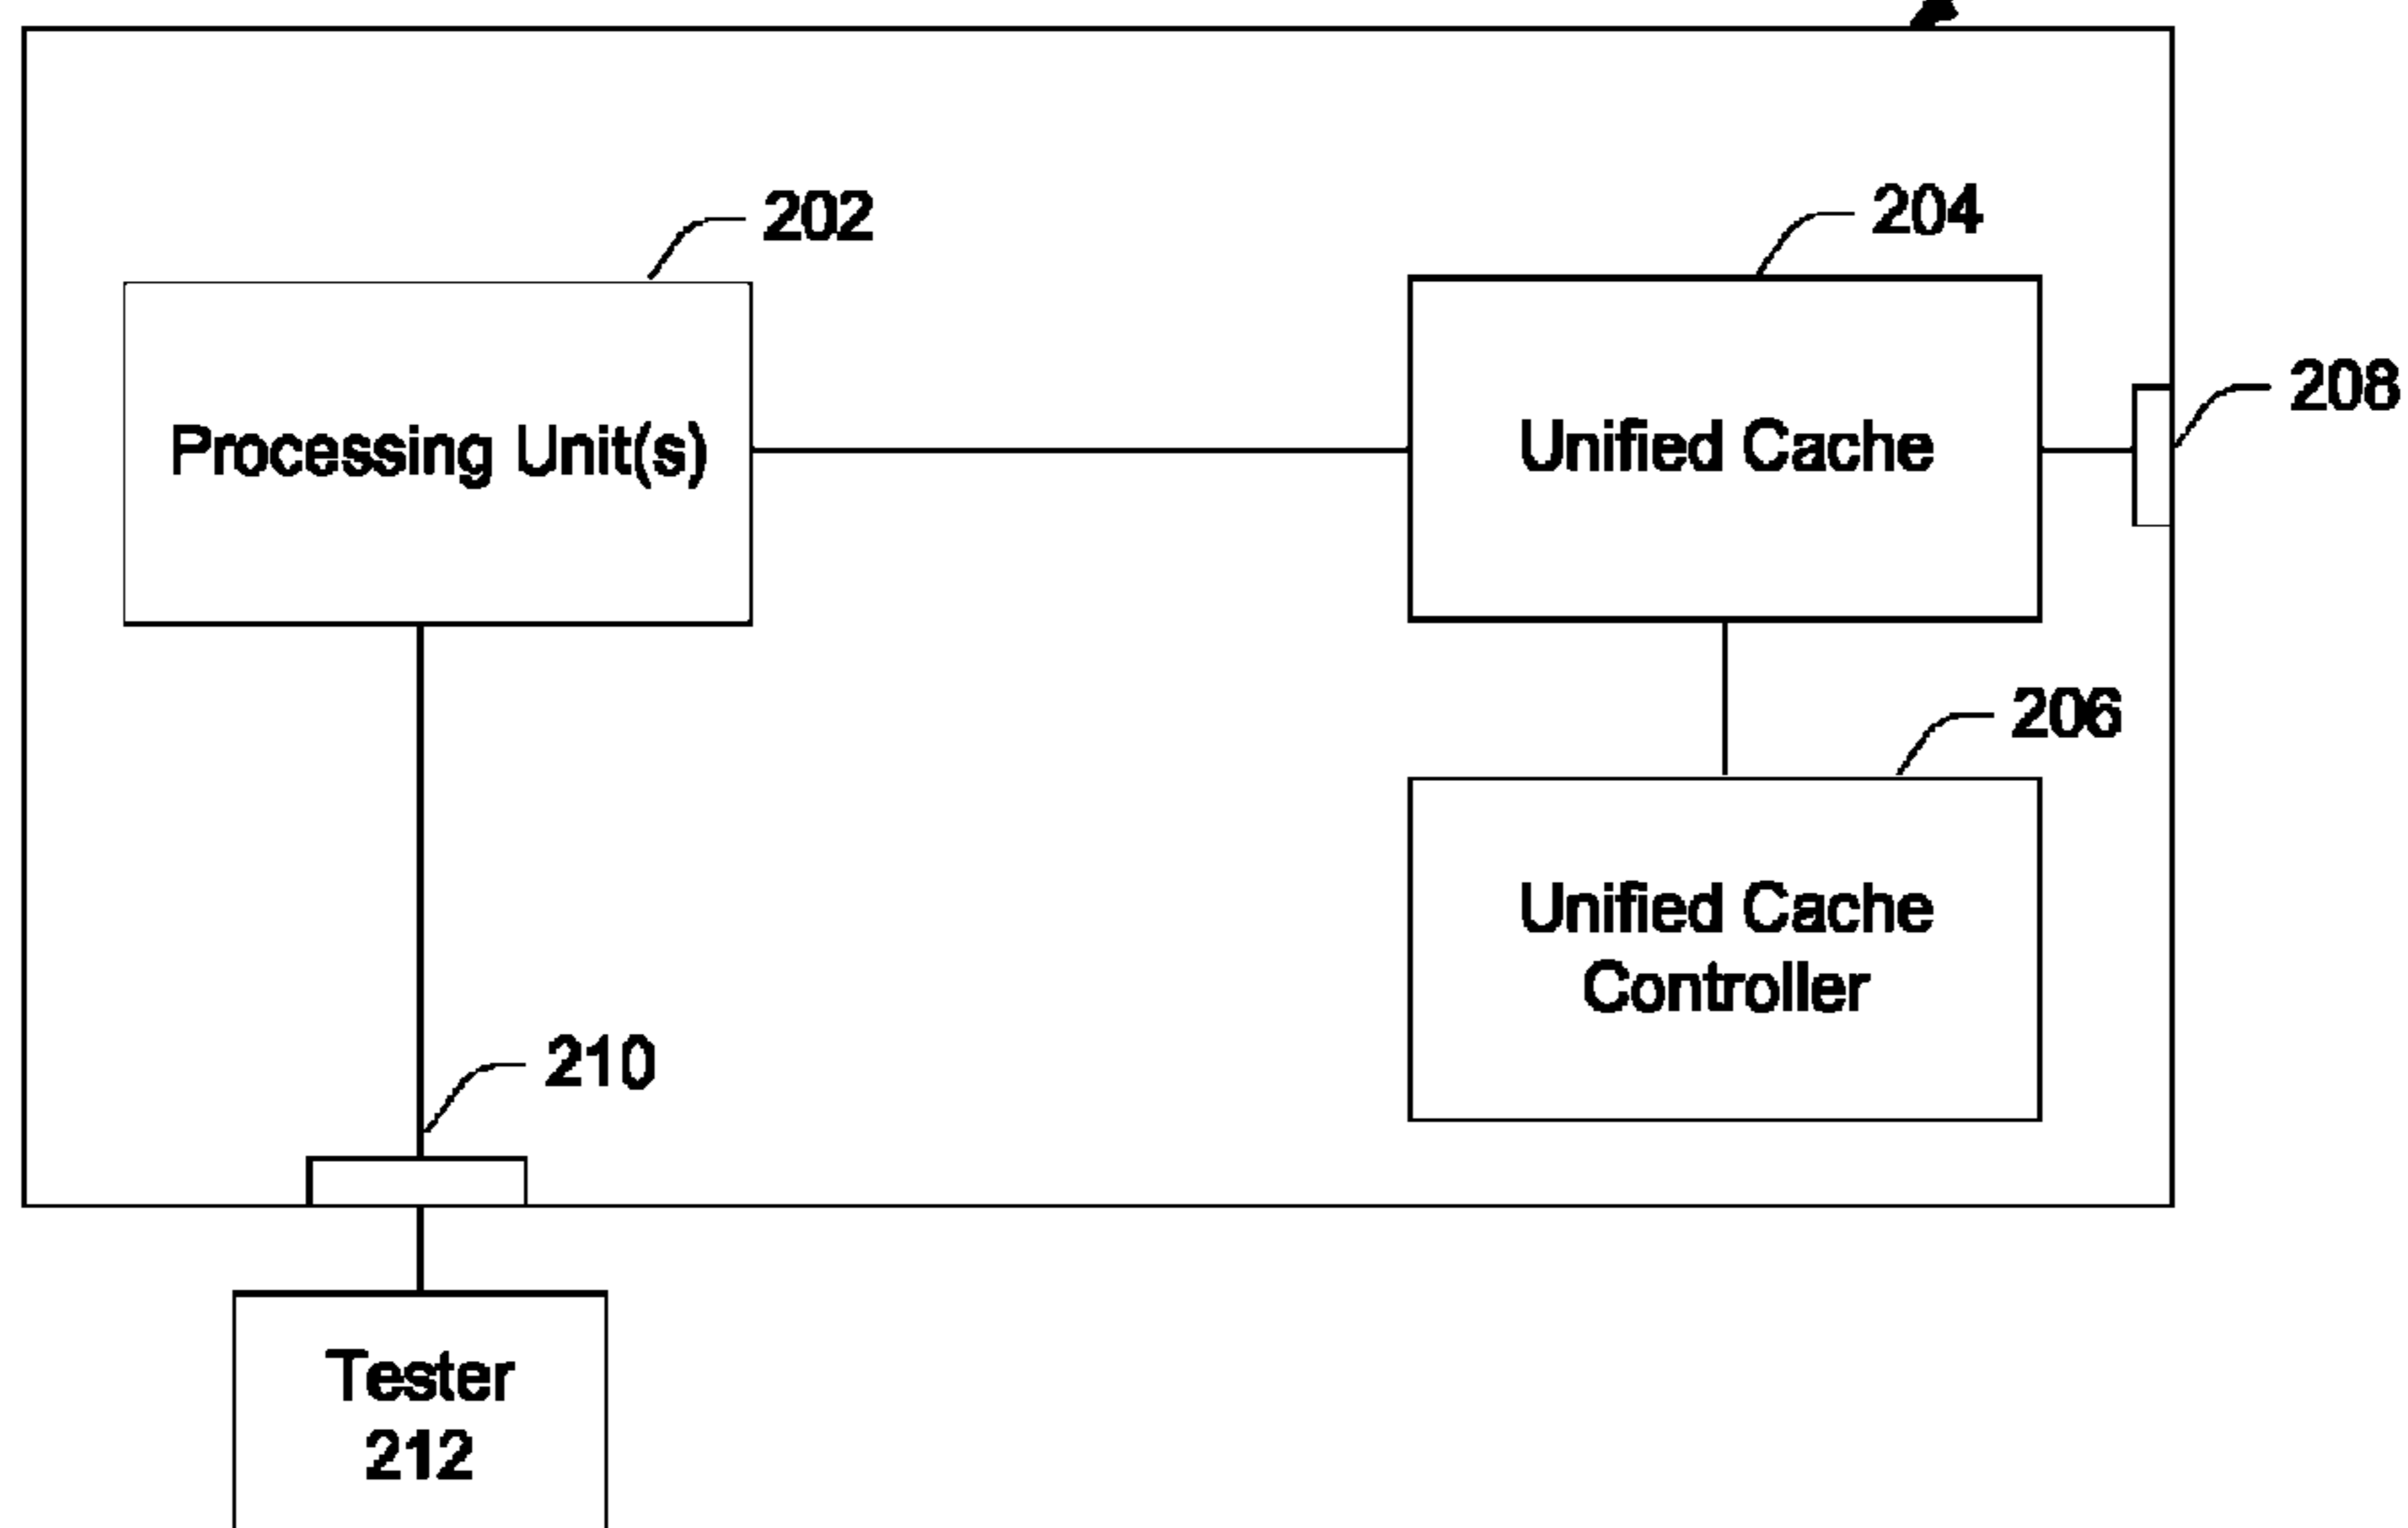 202
204
Processing Unit(s)
Unified Cache
208
206
Unified Cache
Controller
210
Tester
212